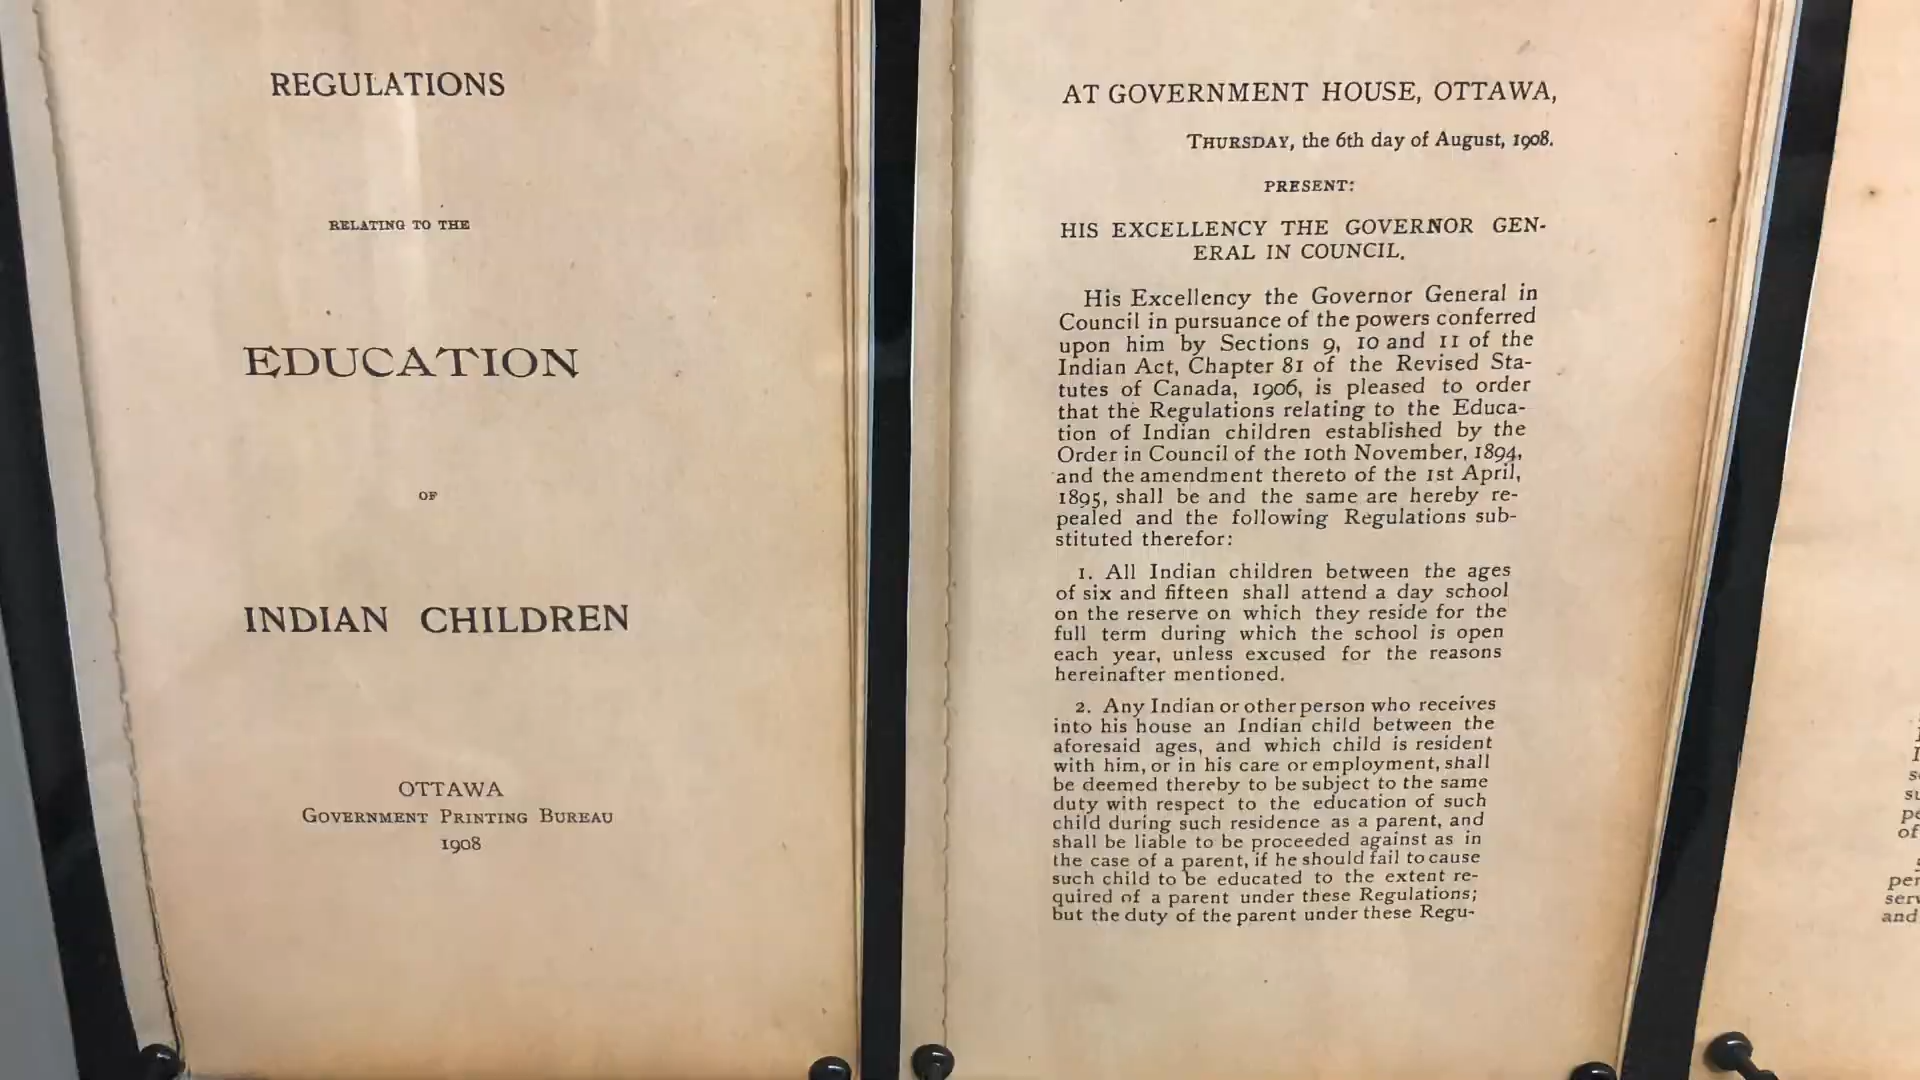 REGULATIONS
RELATING TO THE
EDUCATION
OF
INDIAN CHILDREN
OTTAWA
GOVERNMENT PRINTING BUREAU
1908
AT GOVERNMENT HOUSE, OTTAWA,
THURSDAY, the 6th day of August, 1908.
PRESENT:
HIS EXCELLENCY THE GOVERNOR GEN-
ERAL IN COUNCIL.
His Excellency the Governor General in
Council in pursuance of the powers conferred
upon him by Sections 9, 10 and 11 of the
Indian Act, Chapter 81 of the Revised Sta-
tutes of Canada, 1906, is pleased to order
that the Regulations relating to the Educa-
tion of Indian children established by the
Order in Council of the 10th November, 1894,
and the amendment thereto of the 1st April,
1895, shall be and the same are hereby re-
pealed and the following Regulations sub-
stituted therefor:
1. All Indian children between the ages
of six and fifteen shall attend a day school
on the reserve on which they reside for the
full term during which the school is open
each year, unless excused for the reasons
hereinafter mentioned.
2. Any Indian or other person who receives
into his house an Indian child between the
aforesaid ages, and which child is resident
with him, or in his care or employment, shall
be deemed thereby to be subject to the same
duty with respect to the education of such
child during such residence as a parent, and
shall be liable to be proceeded against as in
the case of a parent, if he should fail to cause
such child to be educated to the extent re-
quired of a parent under these Regulations;
but the duty of the parent under these Regu-
of
and